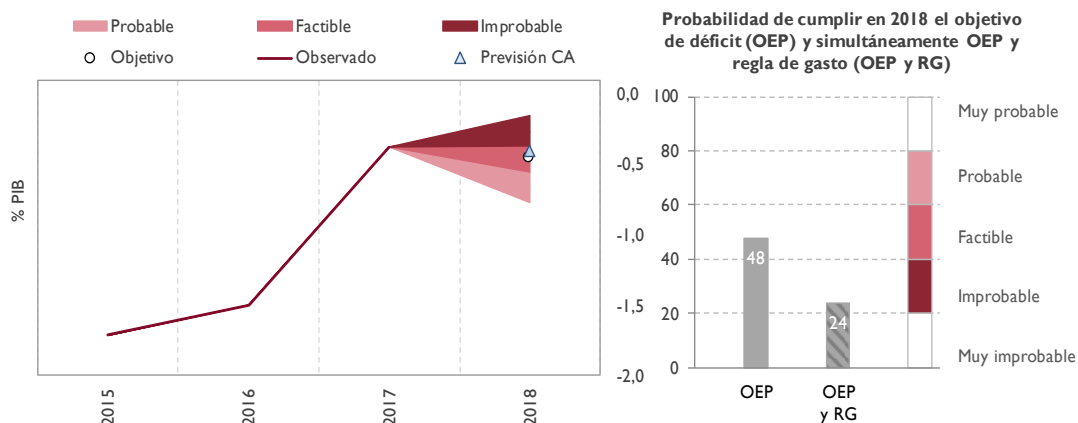 Probable
Factible
Improbable
Objetivo
Observado
Previsión CA
% PIB
0,0
-0,5
-1,0
-1,5
-2,0
2015
2016
2017
2018
Probabilidad de cumplir en 2018 el objetivo
de déficit (OEP) y simultáneamente OEP y
regla de gasto (OEP y RG)
100
80
60
40
20
0
48
24
OEP
OEP
y RG
Muy probable
Probable
Factible
Improbable
Muy improbable